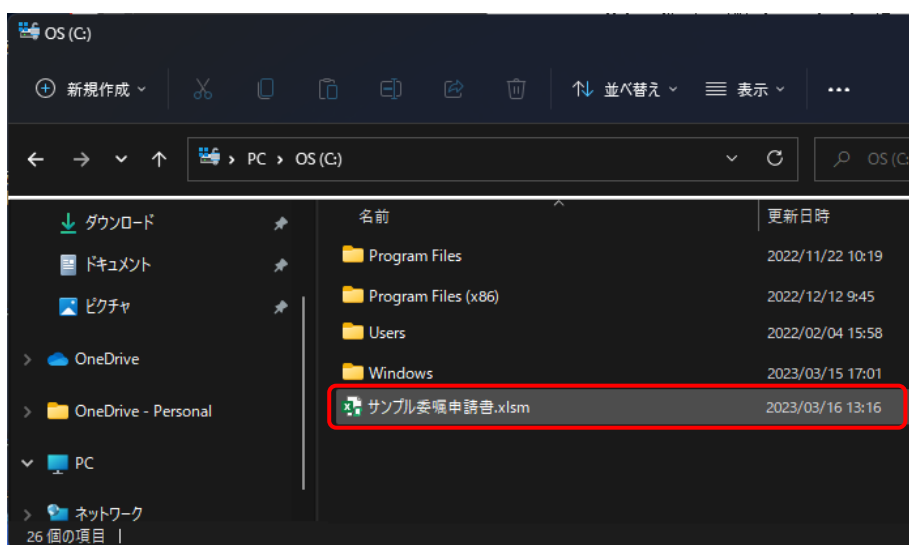 OS (C:)
新規作成 並べ替え 表示 ...
PC > OS (C:) OS (C:
名前 更新日時
ダウンロード
ドキュメント
ピクチャ
OneDrive
OneDrive - Personal
PC
ネットワーク
Program Files 2022/11/22 10:19
Program Files (x86) 2022/12/12 9:45
Users 2022/02/04 15:58
Windows 2023/03/15 17:01
サンプル委嘱申請書.xlsm 2023/03/16 13:16
26 個の項目